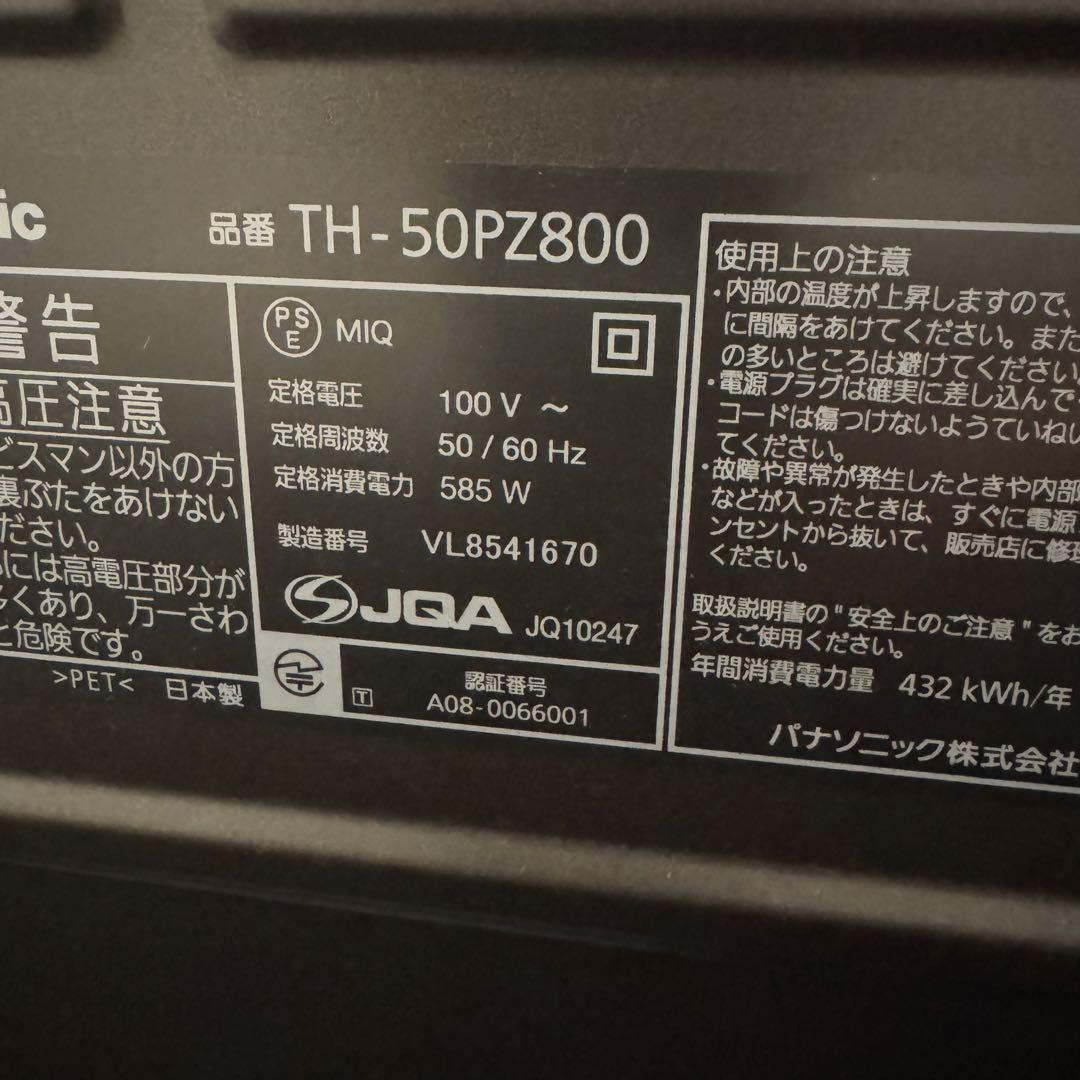 ic
品番 TH-50PZ800
警告
高圧注意
ビスマン以外の方
裏ぶたをあけない
ださい。
には高電圧部分が
多くあり、万一さわ
と危険です。
>PET< 日本製
PSE MIQ
定格電圧 100 V ～
定格周波数 50 / 60 Hz
定格消費電力 585 W
製造番号 VL8541670
JQA JQ10247
T
認証番号
A08-0066001
使用上の注意
・内部の温度が上昇しますので、
に間隔をあけてください。また
の多いところは避けてください。
・電源プラグは確実に差し込んで
コードは傷つけないようていねい
てください。
・故障や異常が発生したときや内部
などが入ったときは、すぐに電源
ンセントから抜いて、販売店に修理
ください。
取扱説明書の"安全上のご注意"をお
うえご使用ください。
年間消費電力量 432 kWh/年
パナソニック株式会社